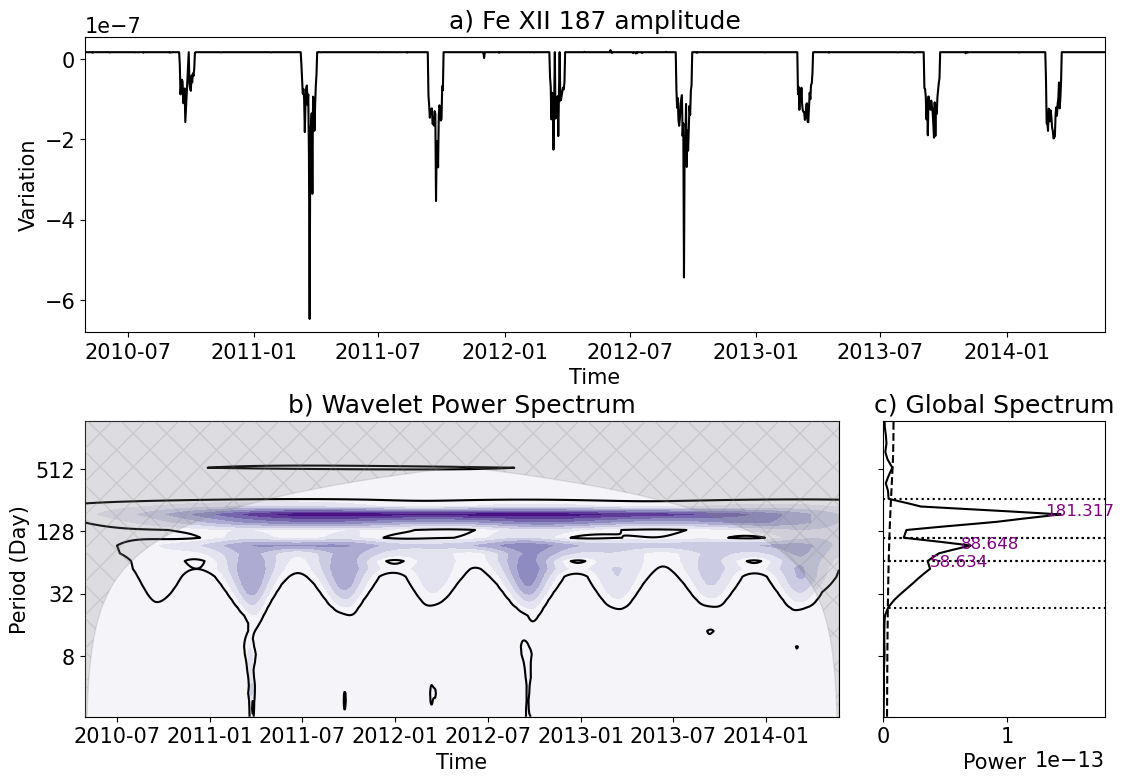 a) Fe XII 187 amplitude
1e−7
0
−2
−4
−6
Variation
2010-07 2011-01 2011-07 2012-01 2012-07 2013-01 2013-07 2014-01
Time
b) Wavelet Power Spectrum
512
128
32
8
Period (Day)
2010-07 2011-01 2011-07 2012-01 2012-07 2013-01 2013-07 2014-01
Time
c) Global Spectrum
181.317
88.648
58.634
0 1
Power 1e−13